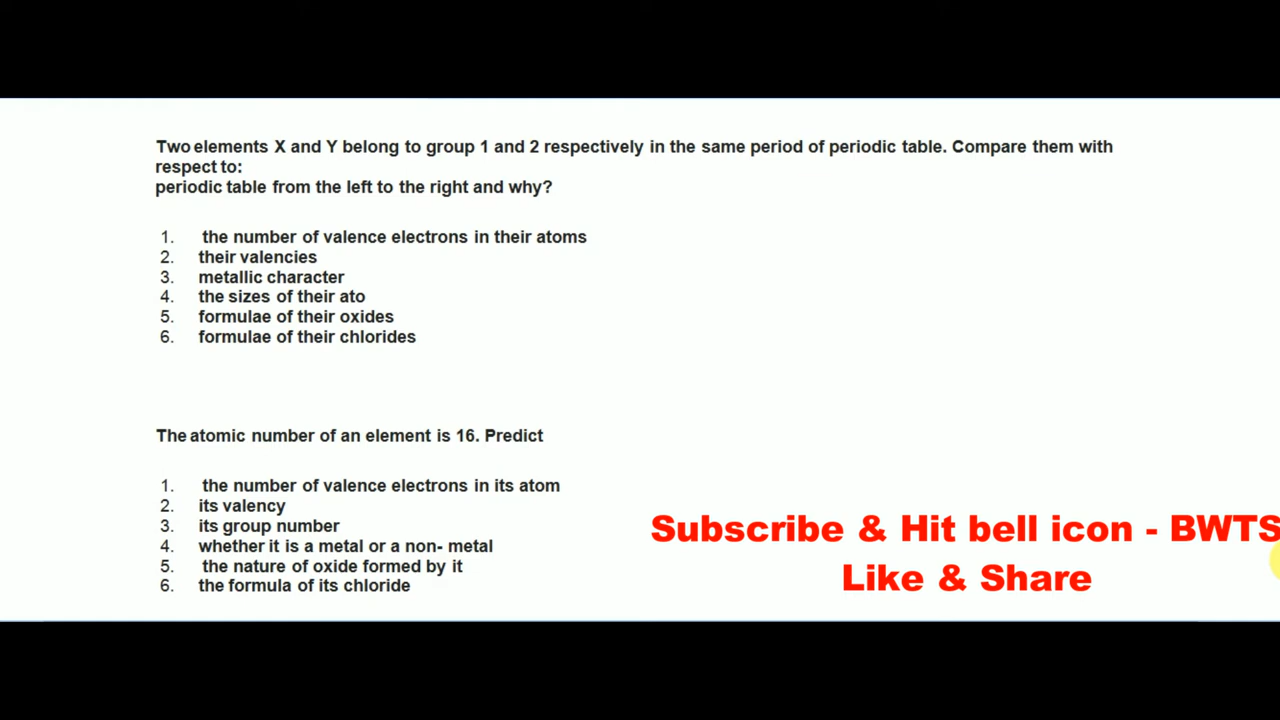 Two elements X and Y belong to group 1 and 2 respectively in the same period of periodic table. Compare them with
respect to:
periodic table from the left to the right and why?
1. the number of valence electrons in their atoms
2. their valencies
3. metallic character
4. the sizes of their ato
5. formulae of their oxides
6. formulae of their chlorides
The atomic number of an element is 16. Predict
1. the number of valence electrons in its atom
2. its valency
3. its group number
4. whether it is a metal or a non- metal
5. the nature of oxide formed by it
6. the formula of its chloride
Subscribe & Hit bell icon - BWTS
Like & Share